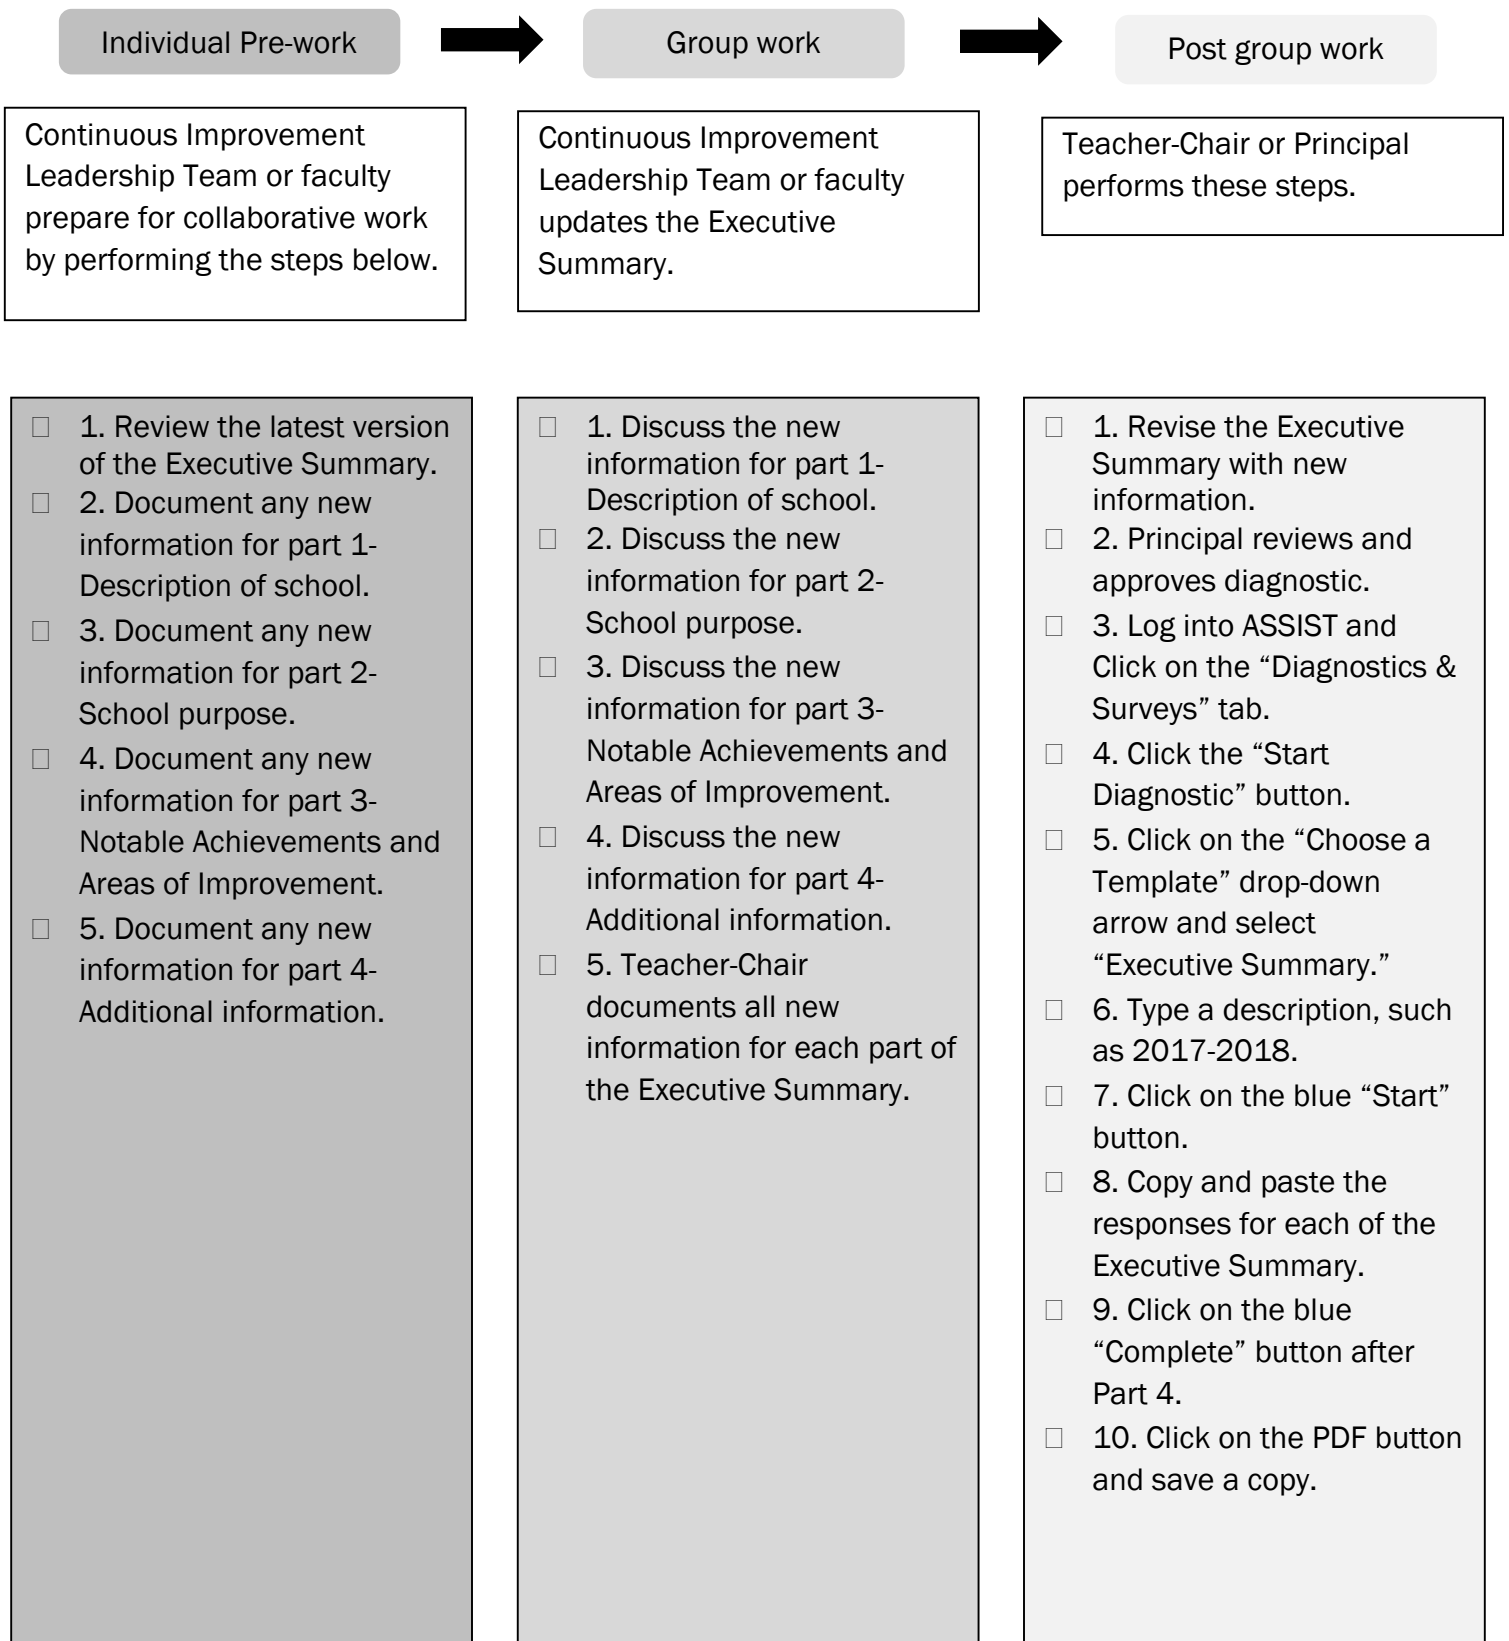 Individual Pre-work
Group work
Post group work
Continuous Improvement
Leadership Team or faculty
prepare for collaborative work
by performing the steps below.
Continuous Improvement
Leadership Team or faculty
updates the Executive
Summary.
Teacher-Chair or Principal
performs these steps.
1. Review the latest version
of the Executive Summary.
2. Document any new
information for part 1-
Description of school.
3. Document any new
information for part 2-
School purpose.
4. Document any new
information for part 3-
Notable Achievements and
Areas of Improvement.
5. Document any new
information for part 4-
Additional information.
1. Discuss the new
information for part 1-
Description of school.
2. Discuss the new
information for part 2-
School purpose.
3. Discuss the new
information for part 3-
Notable Achievements and
Areas of Improvement.
4. Discuss the new
information for part 4-
Additional information.
5. Teacher-Chair
documents all new
information for each part of
the Executive Summary.
1. Revise the Executive
Summary with new
information.
2. Principal reviews and
approves diagnostic.
3. Log into ASSIST and
Click on the “Diagnostics &
Surveys” tab.
4. Click the “Start
Diagnostic” button.
5. Click on the “Choose a
Template” drop-down
arrow and select
“Executive Summary.”
6. Type a description, such
as 2017-2018.
7. Click on the blue “Start”
button.
8. Copy and paste the
responses for each of the
Executive Summary.
9. Click on the blue
“Complete” button after
Part 4.
10. Click on the PDF button
and save a copy.